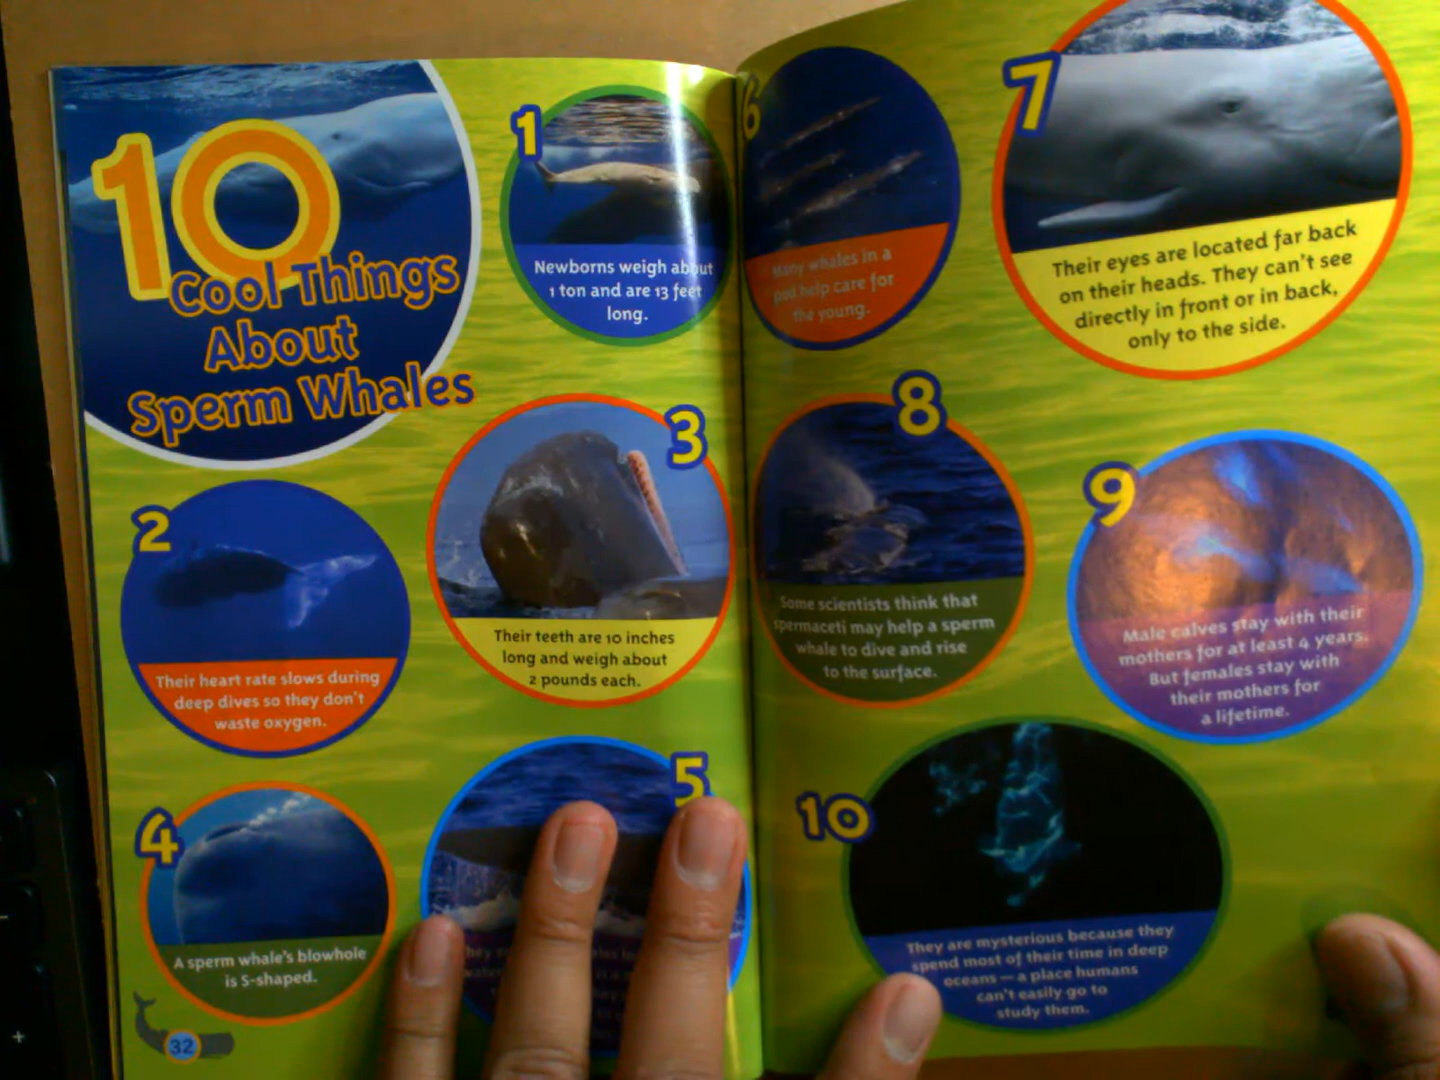 10
Cool Things
About
Sperm Whales
1
Newborns weigh about
1 ton and are 13 feet
long.
2
Their heart rate slows during
deep dives so they don't
waste oxygen.
3
Their teeth are 10 inches
long and weigh about
2 pounds each.
4
A sperm whale's blowhole
is S-shaped.
5
32
6
Many whales in a
pod help care for
the young.
7
Their eyes are located far back
on their heads. They can't see
directly in front or in back,
only to the side.
8
Some scientists think that
spermaceti may help a sperm
whale to dive and rise
to the surface.
9
Male calves stay with their
mothers for at least 4 years.
But females stay with
their mothers for
a lifetime.
10
They are mysterious because they
spend most of their time in deep
oceans — a place humans
can't easily go to
study them.